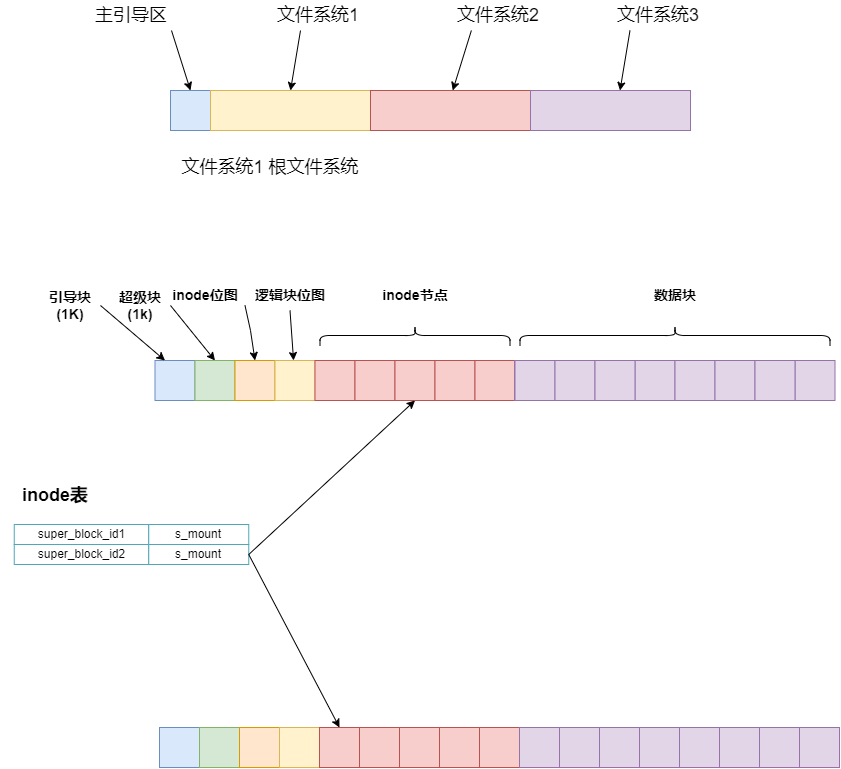 主引导区
文件系统1
文件系统2
文件系统3
文件系统1 根文件系统
引导块
(1K)
超级块
(1k)
inode位图
逻辑块位图
inode节点
数据块
inode表
super_block_id1 s_mount
super_block_id2 s_mount